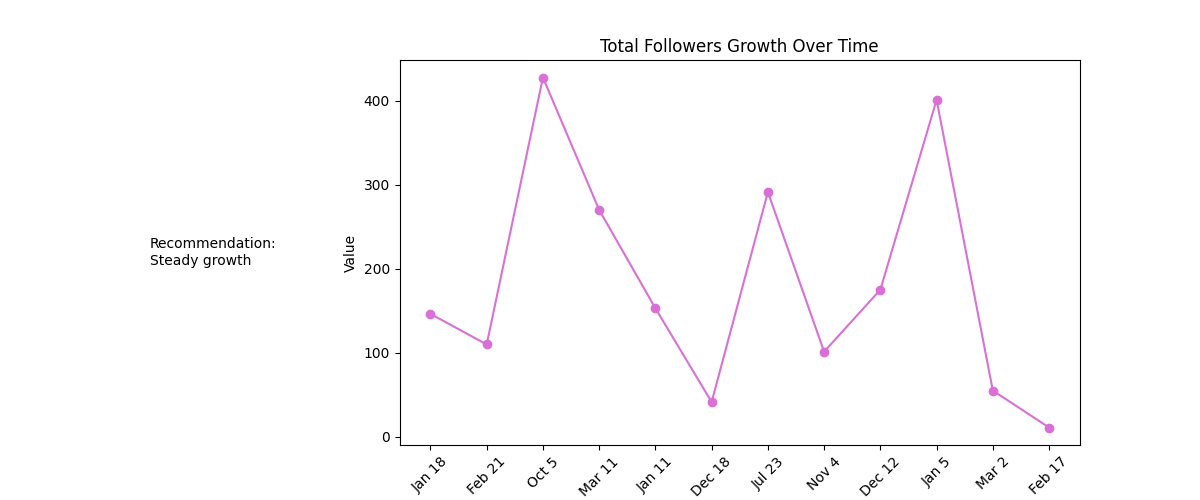 Total Followers Growth Over Time
Recommendation:
Steady growth
Value
400
300
200
100
0
Jan 18
Feb 21
Oct 5
Mar 11
Jan 11
Dec 18
Jul 23
Nov 4
Dec 12
Jan 5
Mar 2
Feb 17